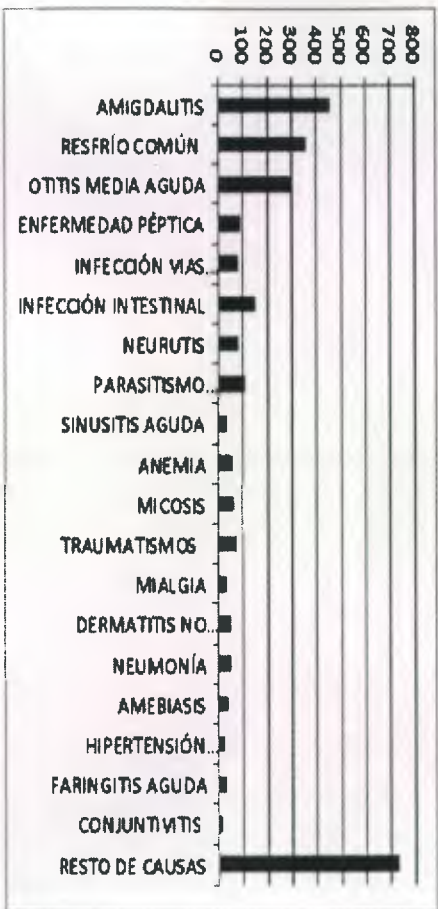 0 100 200 300 400 500 600 700 800
AMIGDALITIS
RESFRÍO COMÚN
OTITIS MEDIA AGUDA
ENFERMEDAD PÉPTICA
INFECCIÓN VIAS..
INFECCIÓN INTESTINAL
NEURUTIS
PARASITISMO..
SINUSITIS AGUDA
ANEMIA
MICOSIS
TRAUMATISMOS
MIALGIA
DERMATITIS NO..
NEUMONÍA
AMEBIASIS
HIPERTENSIÓN..
FARINGITIS AGUDA
CONJUNTIVITIS
RESTO DE CAUSAS